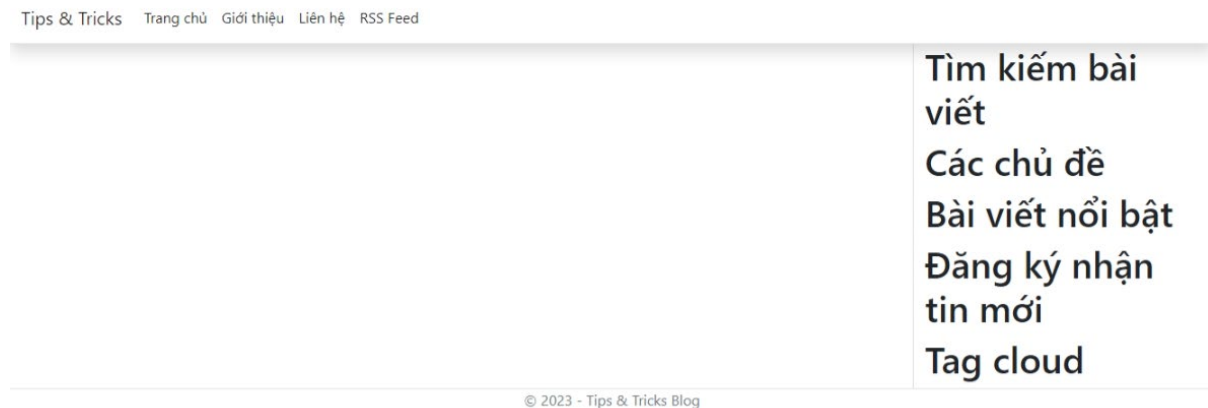 Tips & Tricks Trang chủ Giới thiệu Liên hệ RSS Feed
Tìm kiếm bài
viết
Các chủ đề
Bài viết nổi bật
Đăng ký nhận
tin mới
Tag cloud
© 2023 - Tips & Tricks Blog